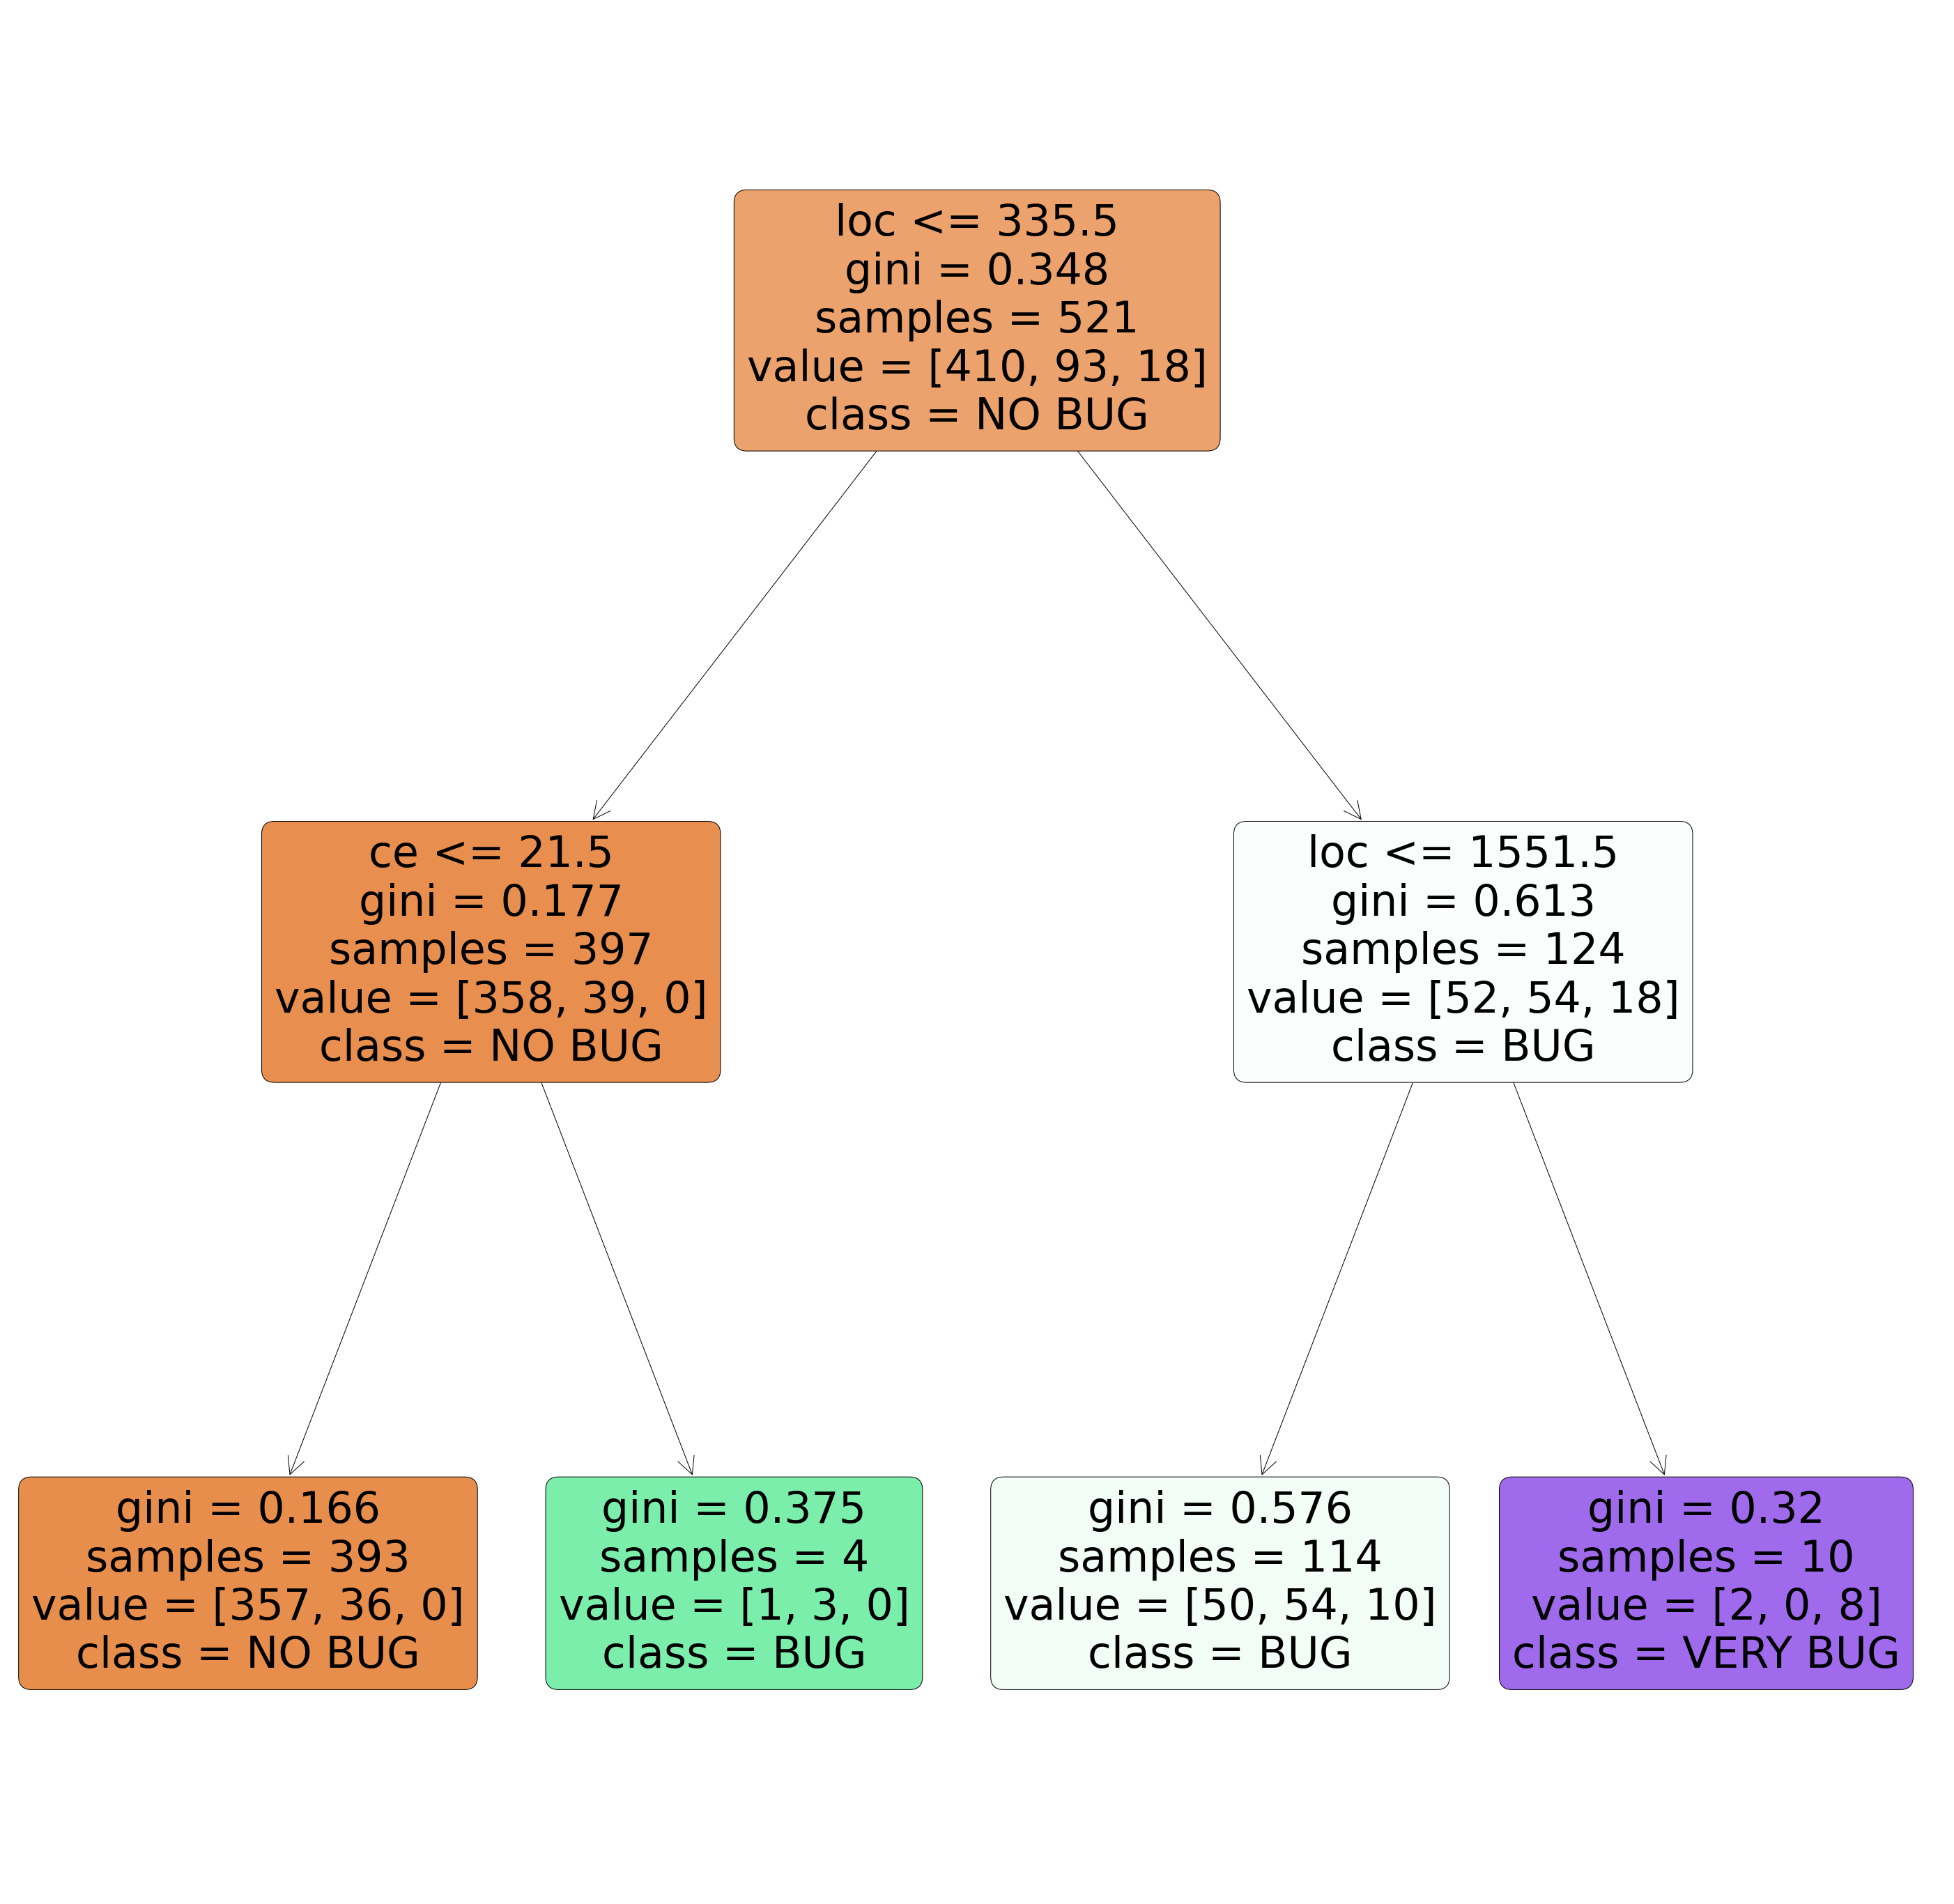 loc <= 335.5
gini = 0.348
samples = 521
value = [410, 93, 18]
class = NO BUG
ce <= 21.5
gini = 0.177
samples = 397
value = [358, 39, 0]
class = NO BUG
loc <= 1551.5
gini = 0.613
samples = 124
value = [52, 54, 18]
class = BUG
gini = 0.166
samples = 393
value = [357, 36, 0]
class = NO BUG
gini = 0.375
samples = 4
value = [1, 3, 0]
class = BUG
gini = 0.576
samples = 114
value = [50, 54, 10]
class = BUG
gini = 0.32
samples = 10
value = [2, 0, 8]
class = VERY BUG